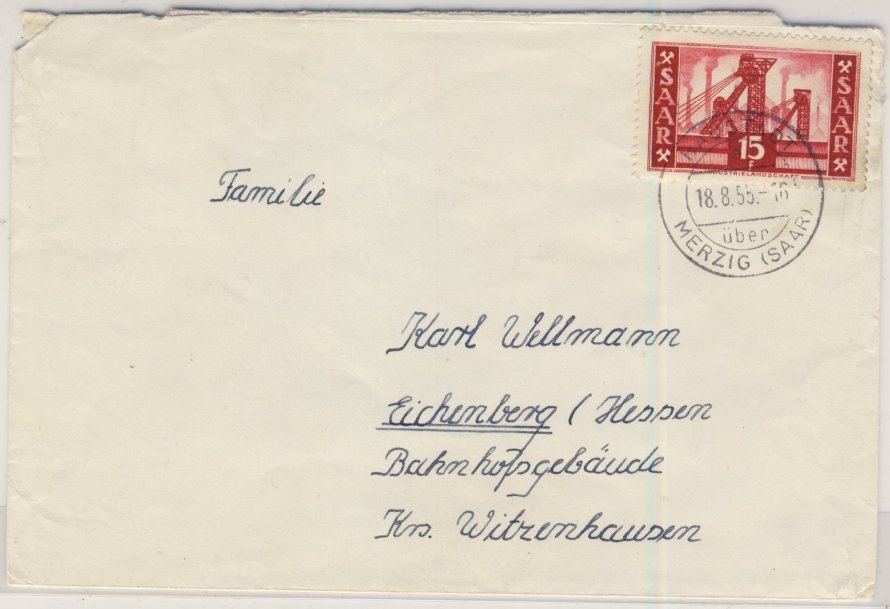 SAAR
SAAR
15
F
INDUSTRIELANDSCHAFT
18.8.55.-16
über
MERZIG (SAAR)
Familie
Karl Wellmann
Eichenberg / Hessen
Bahnhofsgebäude
Krs. Witzenhausen